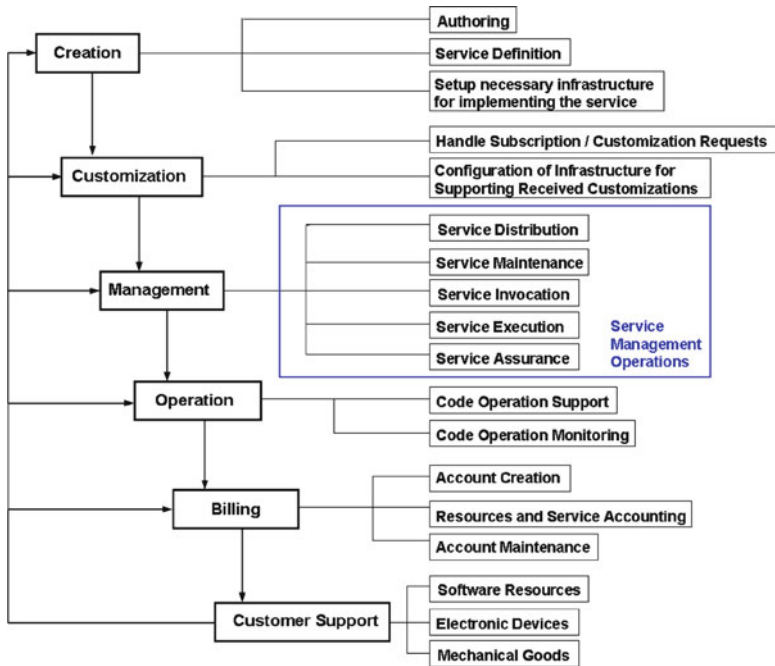 Authoring
Creation
Service Definition
Setup necessary infrastructure
for implementing the service
Handle Subscription / Customization Requests
Customization
Configuration of Infrastructure for
Supporting Received Customizations
Service Distribution
Service Maintenance
Management
Service Invocation
Service Execution
Service Assurance
Service
Management
Operations
Operation
Code Operation Support
Code Operation Monitoring
Account Creation
Billing
Resources and Service Accounting
Account Maintenance
Software Resources
Customer Support
Electronic Devices
Mechanical Goods